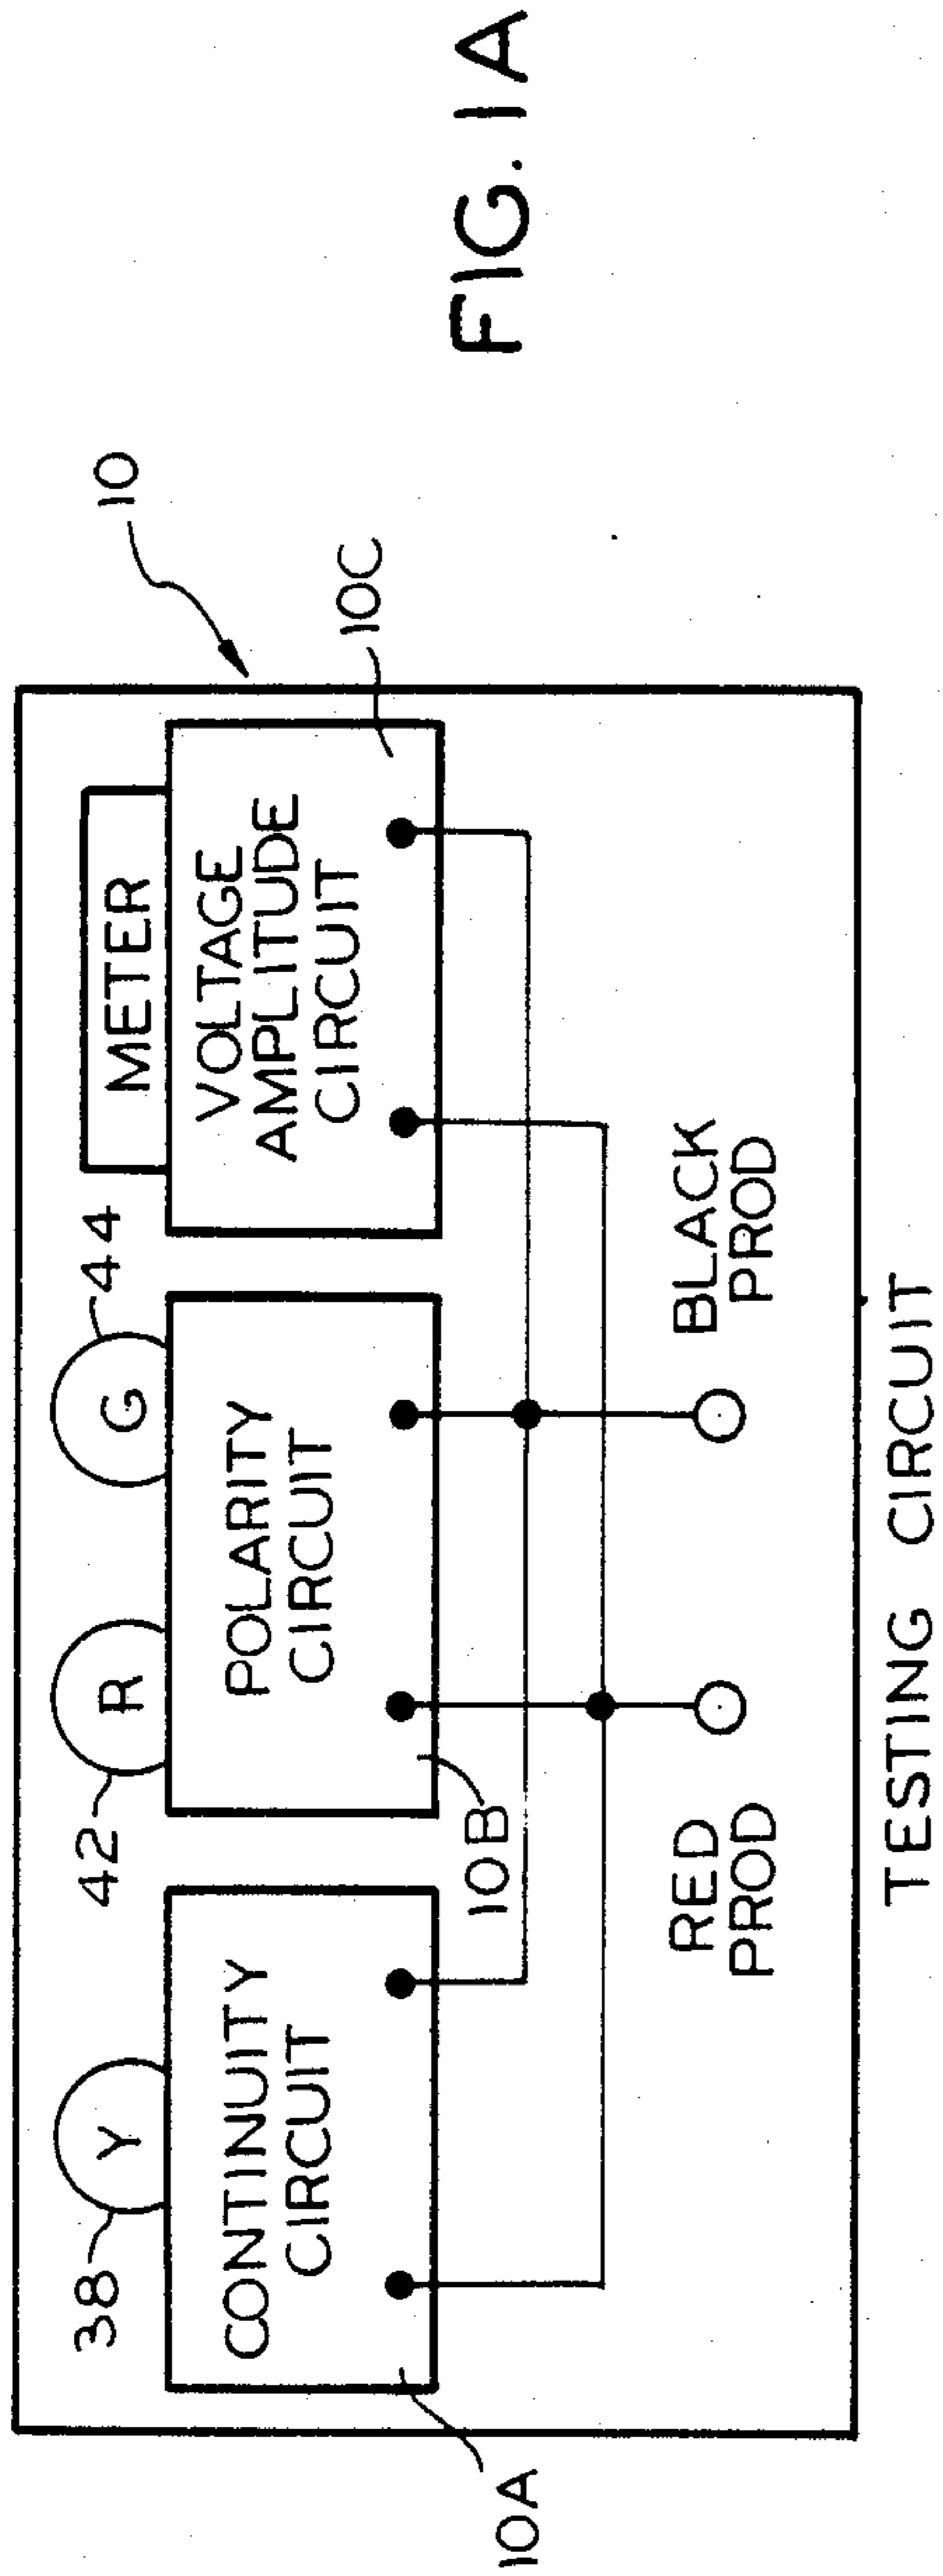 10
38
Y
42
R
G
44
METER
CONTINUITY
CIRCUIT
POLARITY
CIRCUIT
VOLTAGE
AMPLITUDE
CIRCUIT
10A
10B
10C
RED
PROD
BLACK
PROD
TESTING CIRCUIT
FIG. 1A